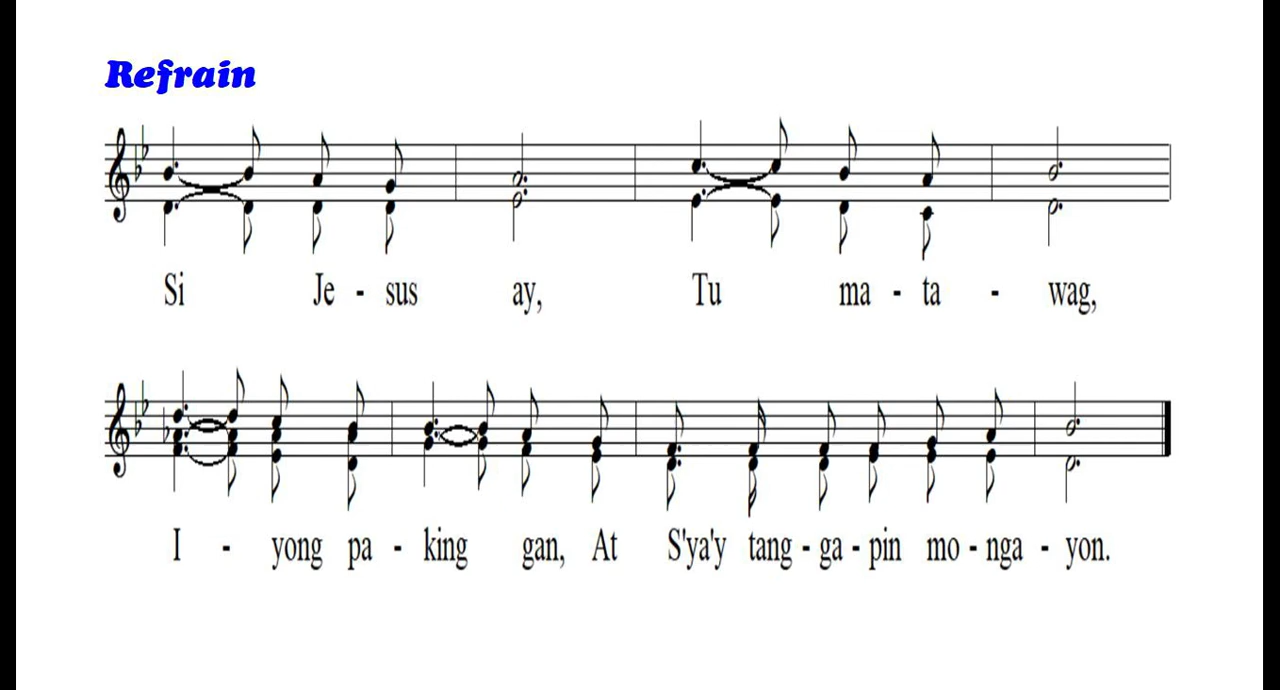 Refrain
Si Je - sus ay, Tu ma - ta - wag,
I - yong pa - king gan, At S'ya'y tang - ga - pin mo - nga - yon.